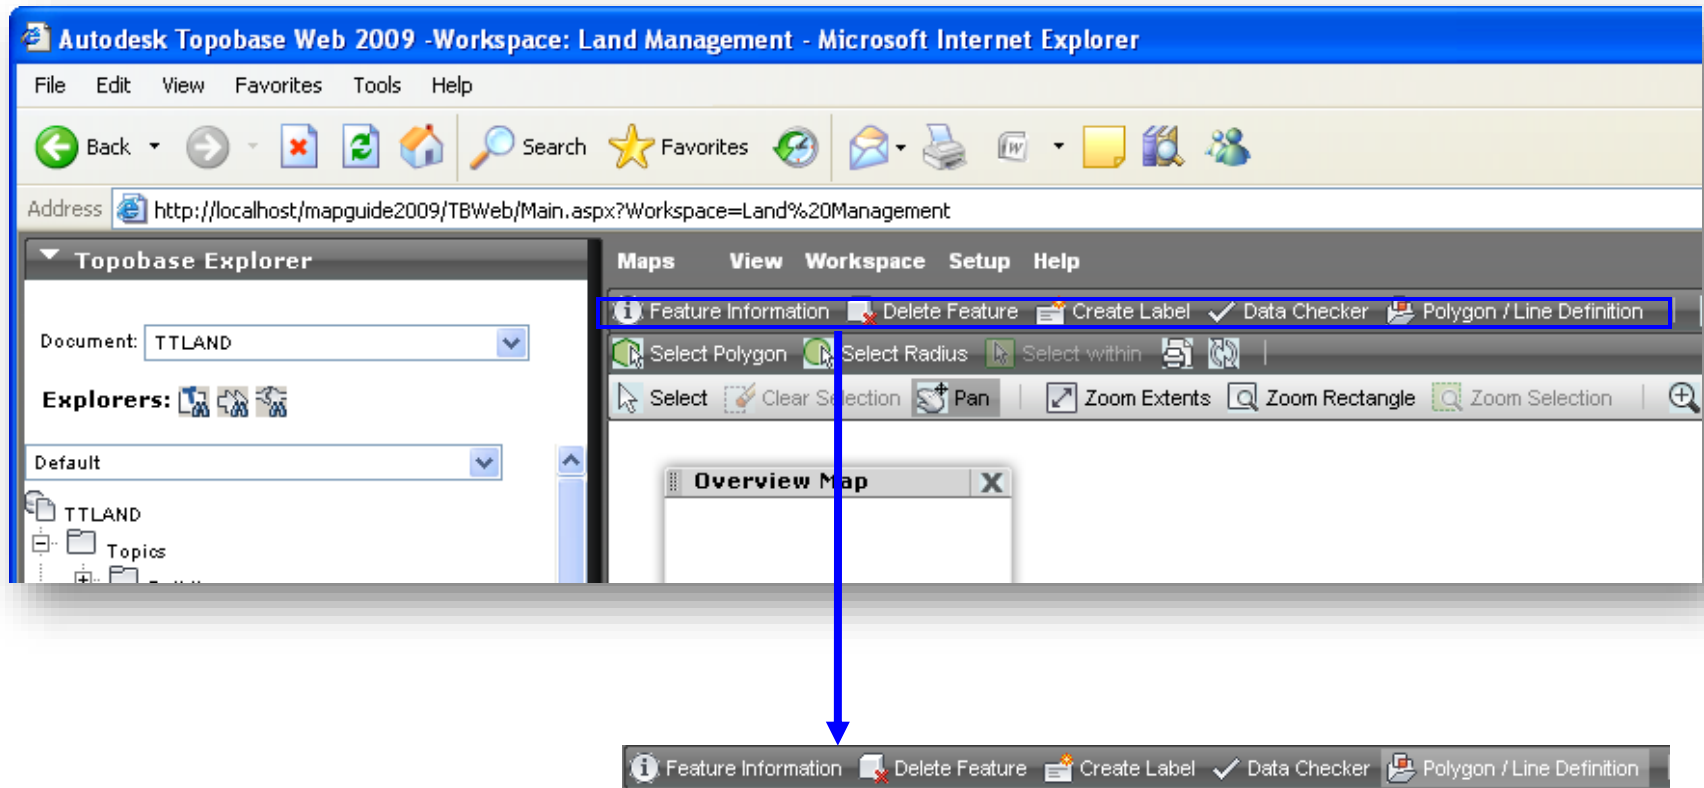 Autodesk Topobase Web 2009 -Workspace: Land Management - Microsoft Internet Explorer
File Edit View Favorites Tools Help
Back Search Favorites
Address http://localhost/mapguide2009/TBWeb/Main.aspx?Workspace=Land%20Management
Topobase Explorer
Maps View Workspace Setup Help
Feature Information Delete Feature Create Label Data Checker Polygon / Line Definition
Document: TTLAND
Select Polygon Select Radius Select within
Explorers:
Select Clear Selection Pan Zoom Extents Zoom Rectangle Zoom Selection
Default
Overview Map X
TTLAND
Topics
Feature Information Delete Feature Create Label Data Checker Polygon / Line Definition